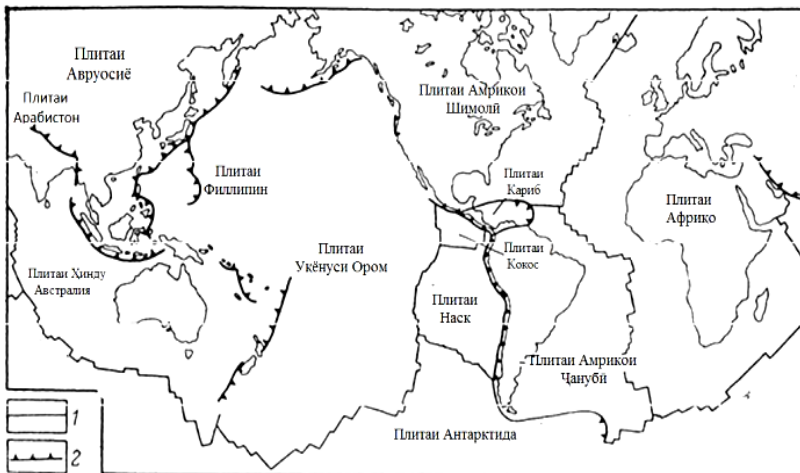 Плитаи
Авруосиё
Плитаи
Арабистон
Плитаи Амрикои
Шимолӣ
Плитаи
Филлипин
Плитаи
Кариб
Плитаи
Африко
Плитаи
Укёнуси Ором
Плитаи
Кокос
Плитаи Ҳинду
Австралия
Плитаи
Наск
Плитаи Амрикои
Ҷанубӣ
Плитаи Антарктида
1
2